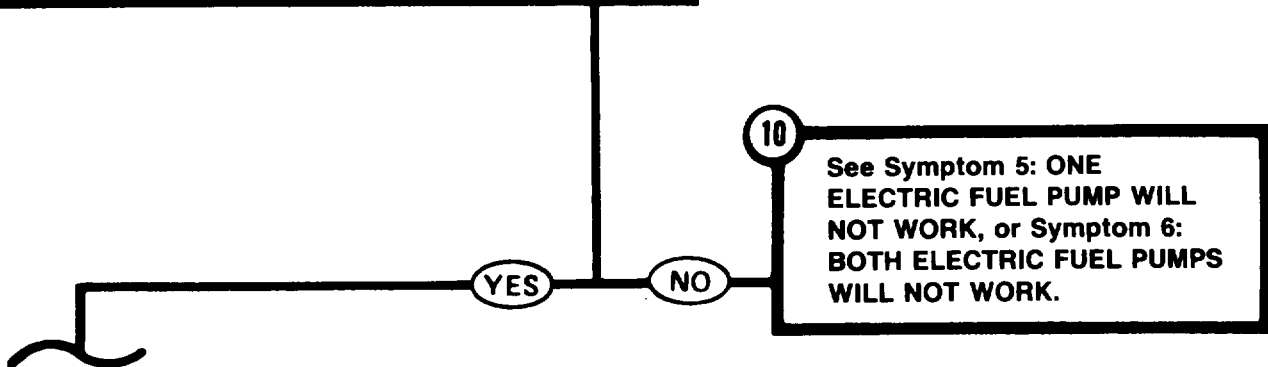 10
See Symptom 5: ONE
ELECTRIC FUEL PUMP WILL
NOT WORK, or Symptom 6:
BOTH ELECTRIC FUEL PUMPS
WILL NOT WORK.
YES
NO